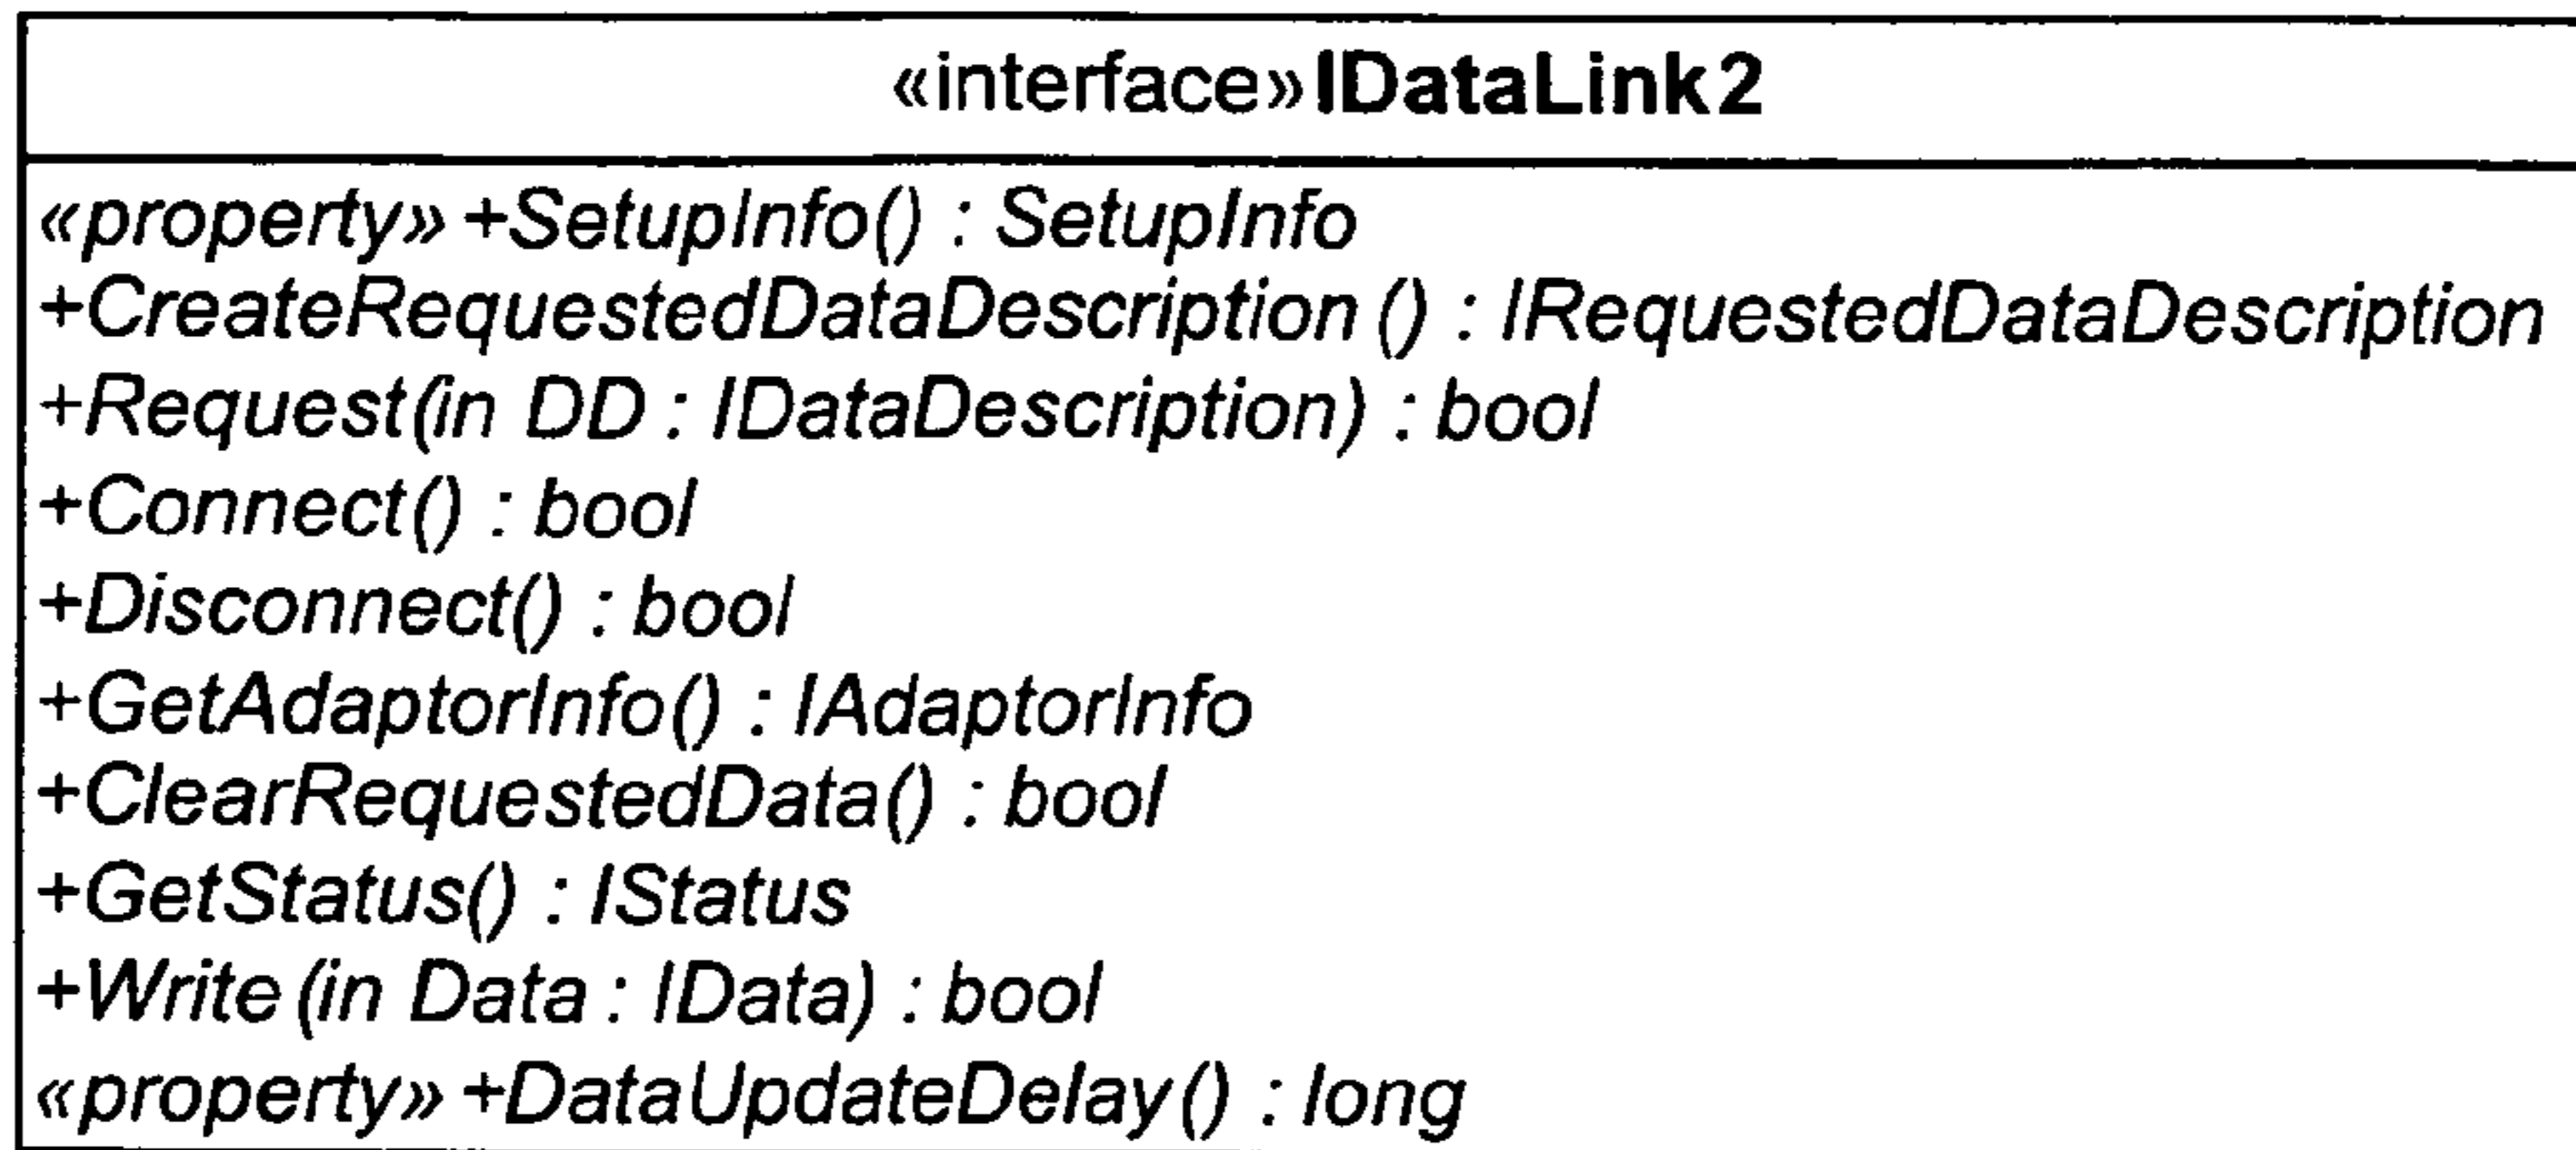 «interface»IDataLink2
«property» +SetupInfo() : SetupInfo
+CreateRequestedDataDescription () : IRequestedDataDescription
+Request(in DD : IDataDescription) : bool
+Connect() : bool
+Disconnect() : bool
+GetAdaptorInfo() : IAdaptorInfo
+ClearRequestedData() : bool
+GetStatus() : IStatus
+Write (in Data : IData) : bool
«property» +DataUpdateDelay() : long